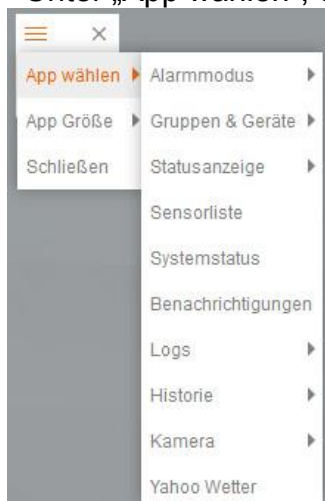 App wählen
App Größe
Schließen
Alarmmodus
Gruppen & Geräte
Statusanzeige
Sensorliste
Systemstatus
Benachrichtigungen
Logs
Historie
Kamera
Yahoo Wetter